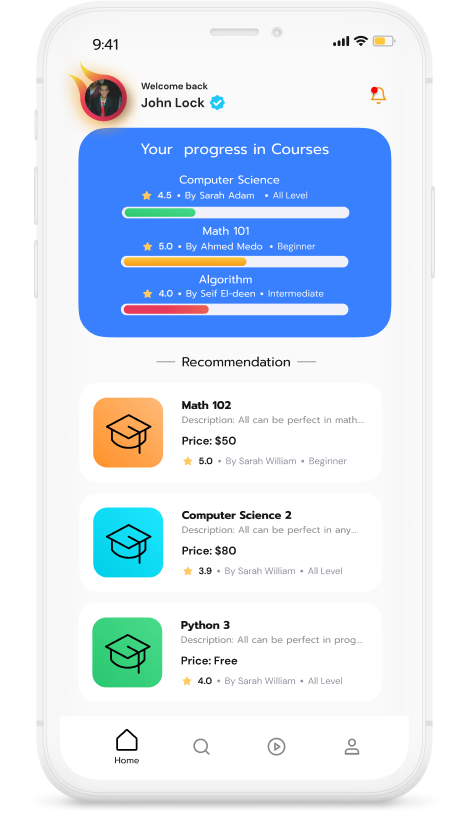 9:41
Welcome back
John Lock
Your progress in Courses
Computer Science
4.5 • By Sarah Adam • All Level
Math 101
5.0 • By Ahmed Medo • Beginner
Algorithm
4.0 • By Seif El-deen • Intermediate
Recommendation
Math 102
Description: All can be perfect in math...
Price: $50
5.0 • By Sarah William • Beginner
Computer Science 2
Description: All can be perfect in any...
Price: $80
3.9 • By Sarah William • All Level
Python 3
Description: All can be perfect in prog...
Price: Free
4.0 • By Sarah William • All Level
Home